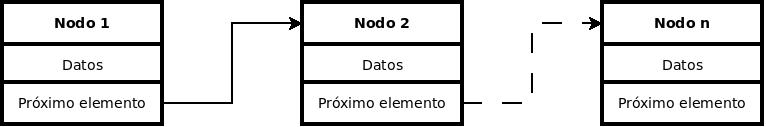 Nodo 1
Datos
Próximo elemento
Nodo 2
Datos
Próximo elemento
Nodo n
Datos
Próximo elemento